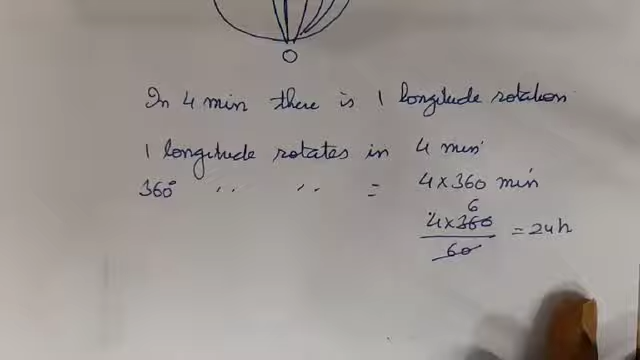 In 4 min there is 1 longitude rotation
1 longitude rotates in 4 min
360° " " = 4×360 min
6
4×360
60
= 24h